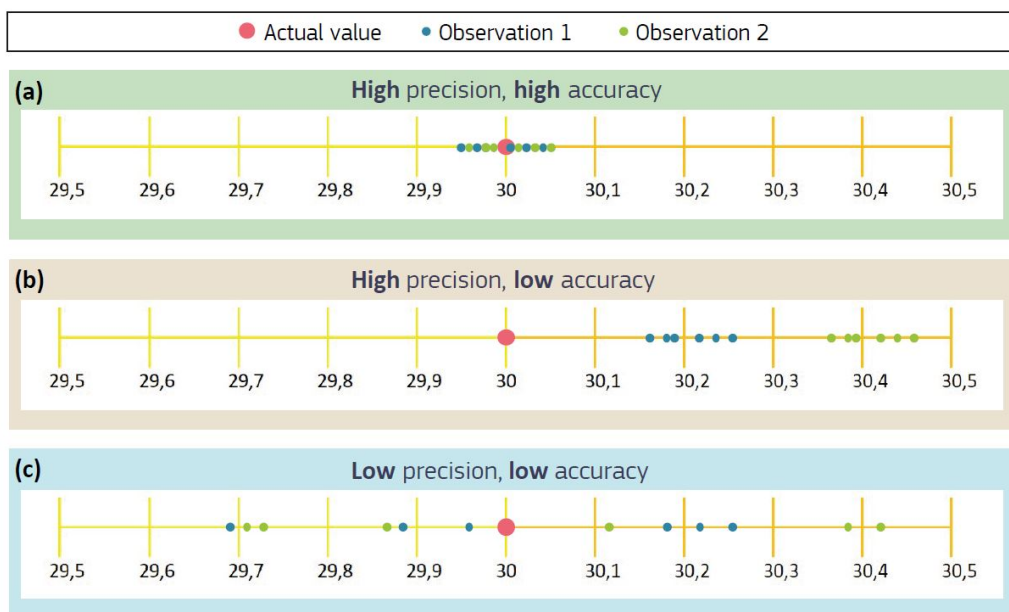 Actual value Observation 1 Observation 2
(a) High precision, high accuracy
29,5 29,6 29,7 29,8 29,9 30 30,1 30,2 30,3 30,4 30,5
(b) High precision, low accuracy
29,5 29,6 29,7 29,8 29,9 30 30,1 30,2 30,3 30,4 30,5
(c) Low precision, low accuracy
29,5 29,6 29,7 29,8 29,9 30 30,1 30,2 30,3 30,4 30,5